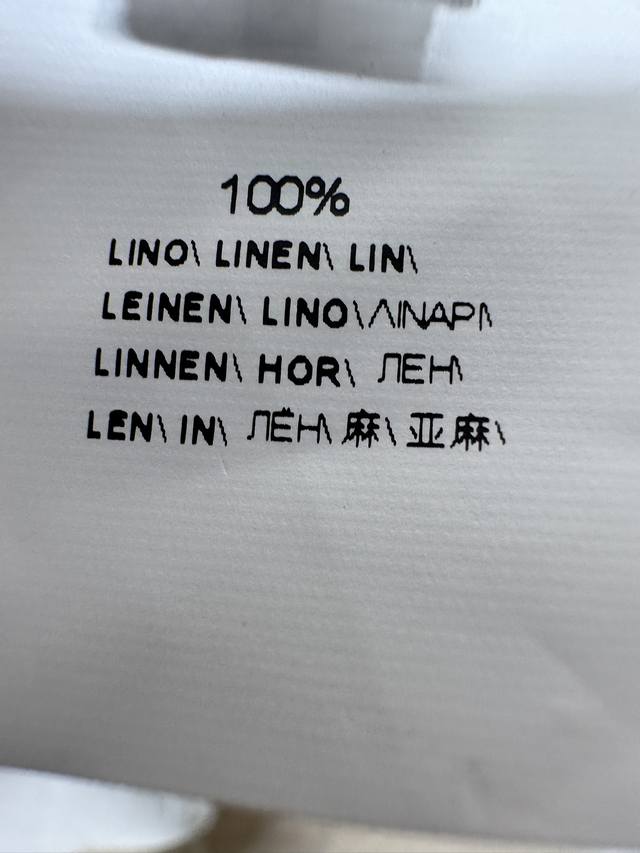 100%
LINO\ LINEN\ LIN\
LEINEN\ LINO\ΛΙΝΑΡΙ\
LINNEN\ HOR\ ЛЕН\
LEN\ IN\ ЛЁН\ 麻\ 亚麻\